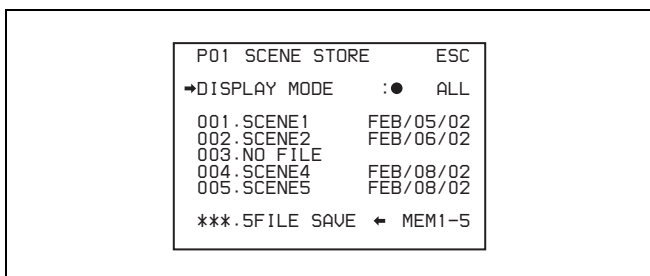 P01 SCENE STORE ESC
➡DISPLAY MODE :● ALL
001.SCENE1 FEB/05/02
002.SCENE2 FEB/06/02
003.NO FILE
004.SCENE4 FEB/08/02
005.SCENE5 FEB/08/02
***.5FILE SAVE ⬅ MEM1-5